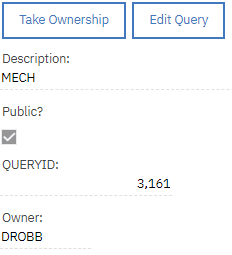 Take Ownership Edit Query
Description:
MECH
Public?
QUERYID:
3,161
Owner:
DROBB